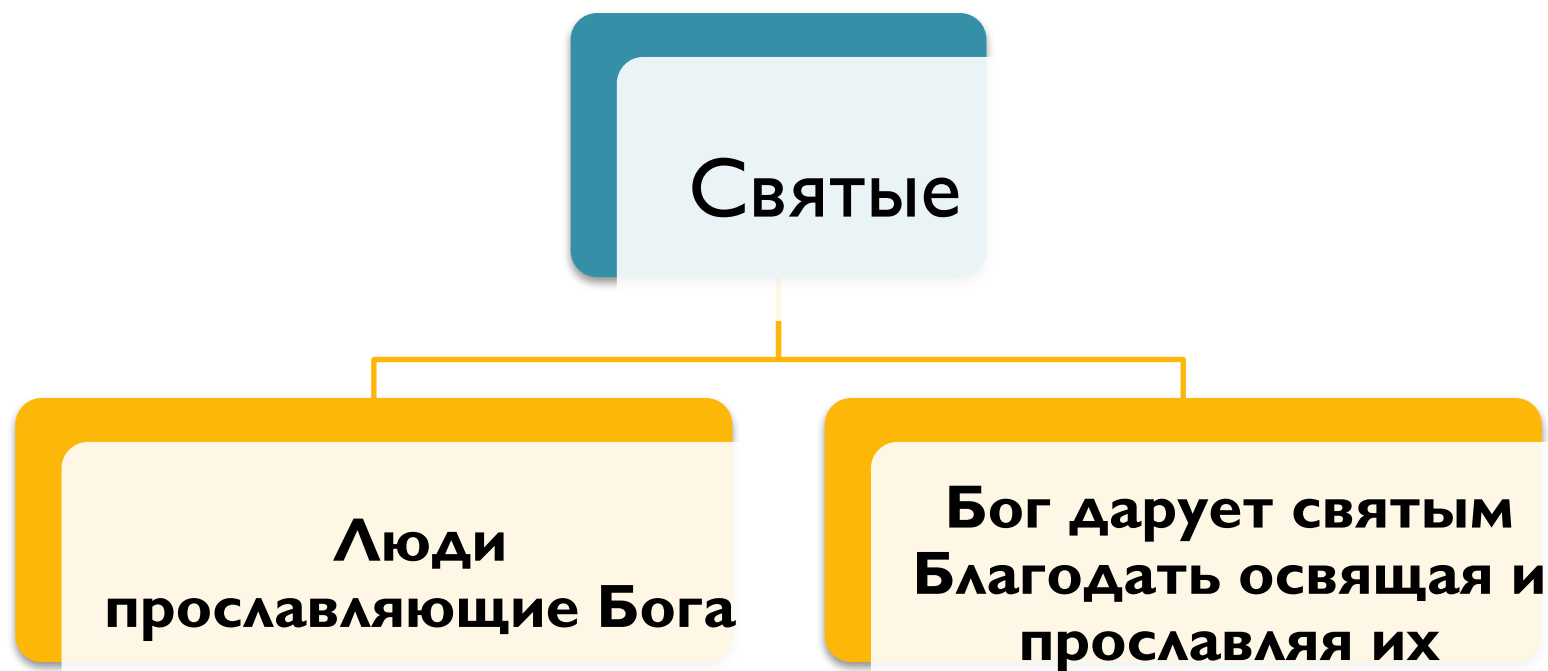 Святые
Люди
прославляющие Бога
Бог дарует святым
Благодать освящая и
прославляя их